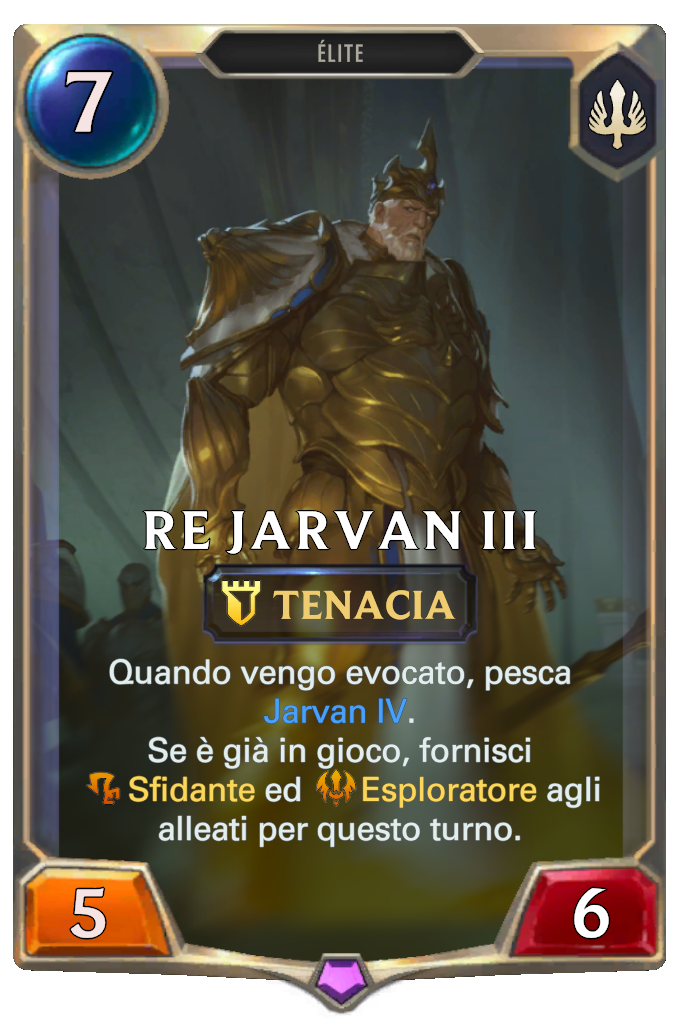 7
ÉLITE
RE JARVAN III
TENACIA
Quando vengo evocato, pesca
Jarvan IV.
Se è già in gioco, fornisci
Sfidante ed Esploratore agli
alleati per questo turno.
5
6